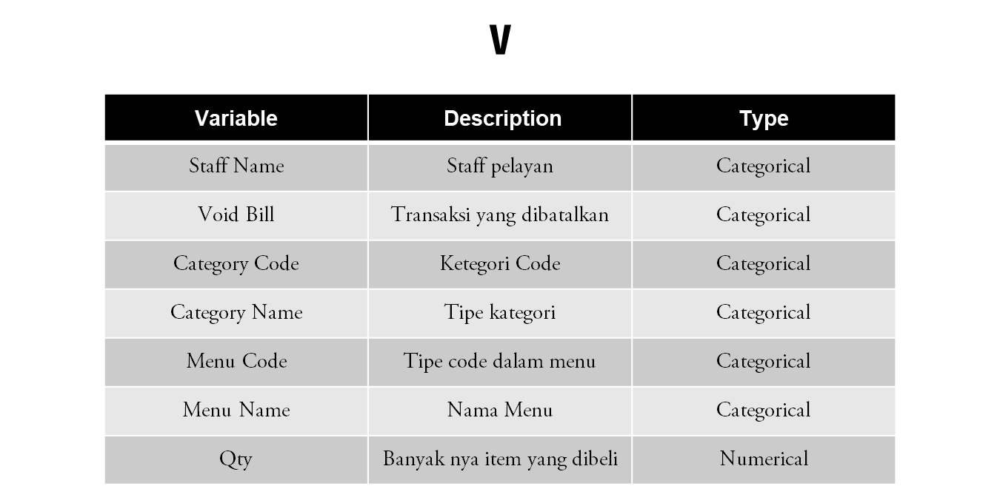 V
Variable Description Type
Staff Name Staff pelayan Categorical
Void Bill Transaksi yang dibatalkan Categorical
Category Code Ketegori Code Categorical
Category Name Tipe kategori Categorical
Menu Code Tipe code dalam menu Categorical
Menu Name Nama Menu Categorical
Qty Banyak nya item yang dibeli Numerical